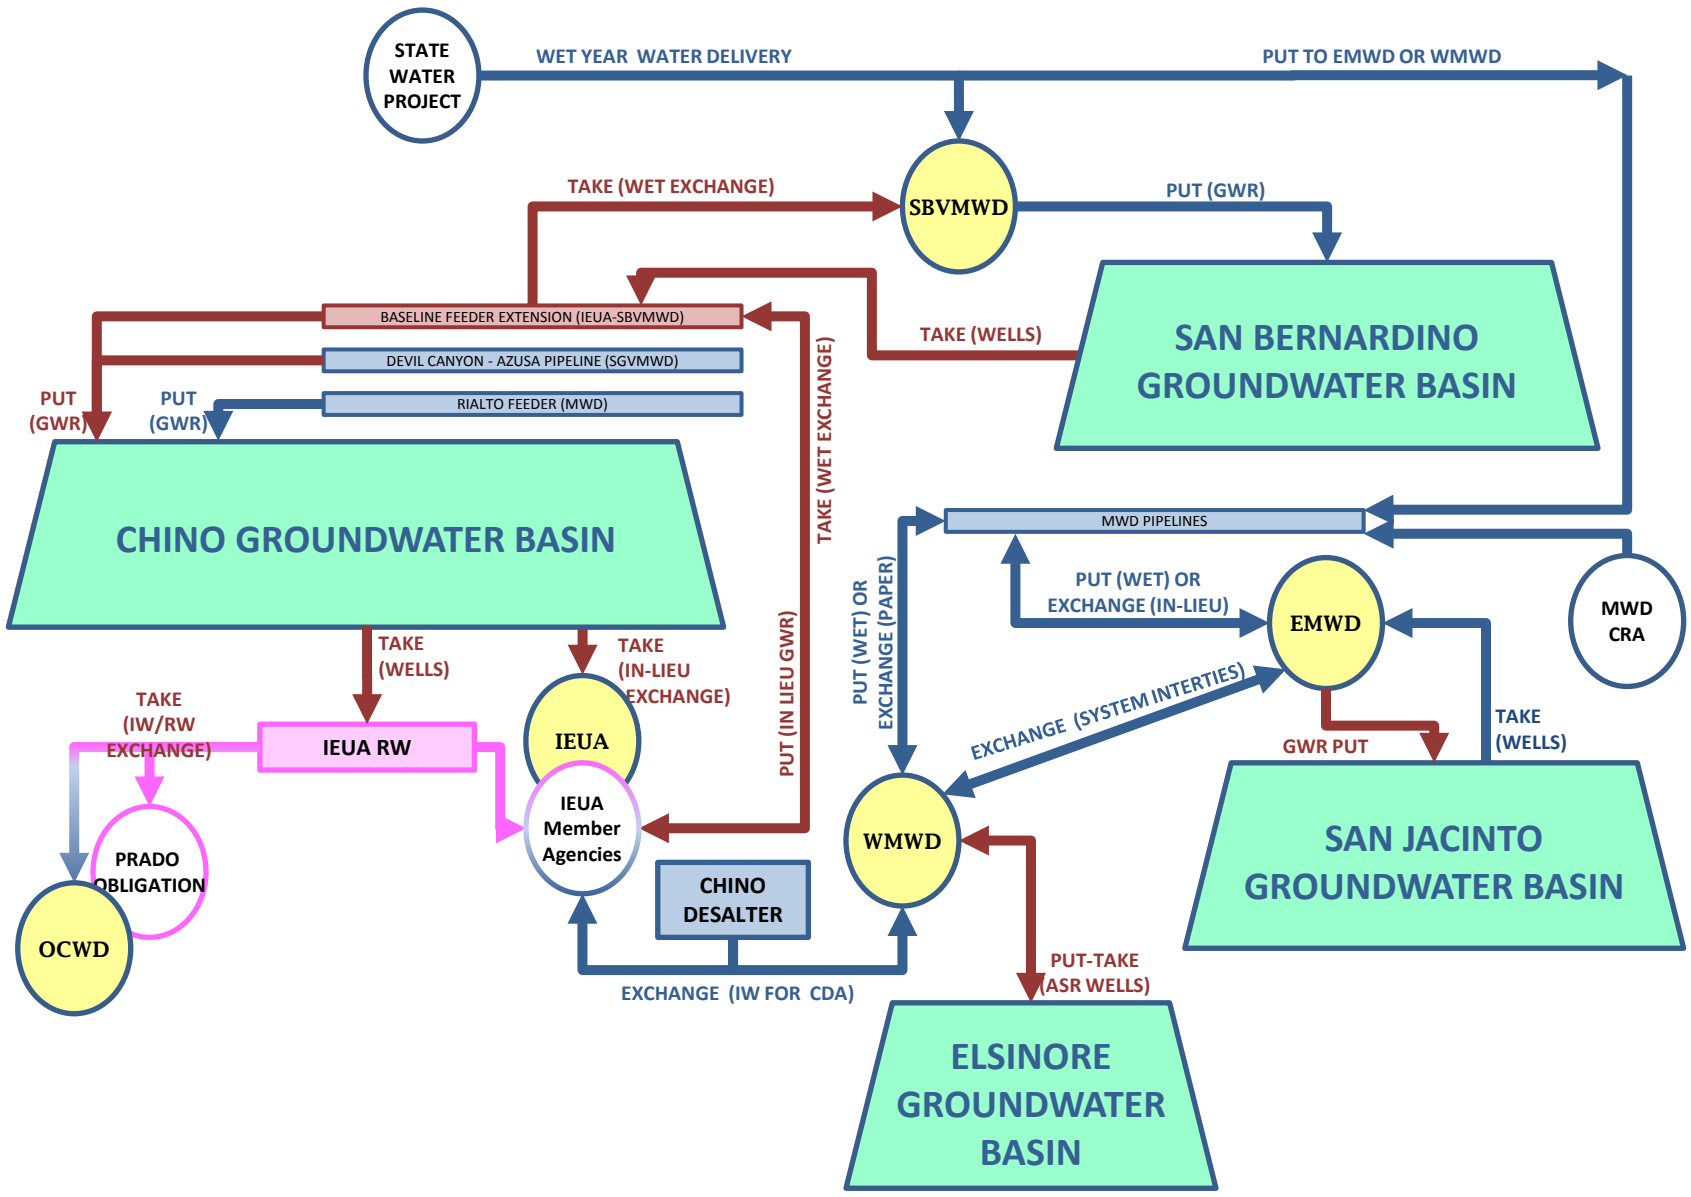 STATE
WATER
PROJECT
WET YEAR  WATER DELIVERY
PUT TO EMWD OR WMWD
TAKE (WET EXCHANGE)
SBVMWD
PUT (GWR)
BASELINE FEEDER EXTENSION (IEUA-SBVMWD)
TAKE (WELLS)
SAN BERNARDINO
GROUNDWATER BASIN
DEVIL CANYON - AZUSA PIPELINE (SGVMWD)
RIALTO FEEDER (MWD)
PUT
(GWR)
PUT
(GWR)
TAKE (WET EXCHANGE)
CHINO GROUNDWATER BASIN
MWD PIPELINES
PUT (WET) OR
EXCHANGE (IN-LIEU)
PUT (WET) OR
EXCHANGE (PAPER)
EMWD
MWD
CRA
TAKE
(WELLS)
TAKE
(IN-LIEU
EXCHANGE)
PUT (IN LIEU GWR)
EXCHANGE  (SYSTEM INTERTIES)
TAKE
(IW/RW
EXCHANGE)
IEUA RW
IEUA
GWR PUT
TAKE
(WELLS)
IEUA
Member
Agencies
WMWD
SAN JACINTO
GROUNDWATER BASIN
PRADO
OBLIGATION
CHINO
DESALTER
OCWD
EXCHANGE  (IW FOR  CDA)
PUT-TAKE
(ASR WELLS)
ELSINORE
GROUNDWATER
BASIN